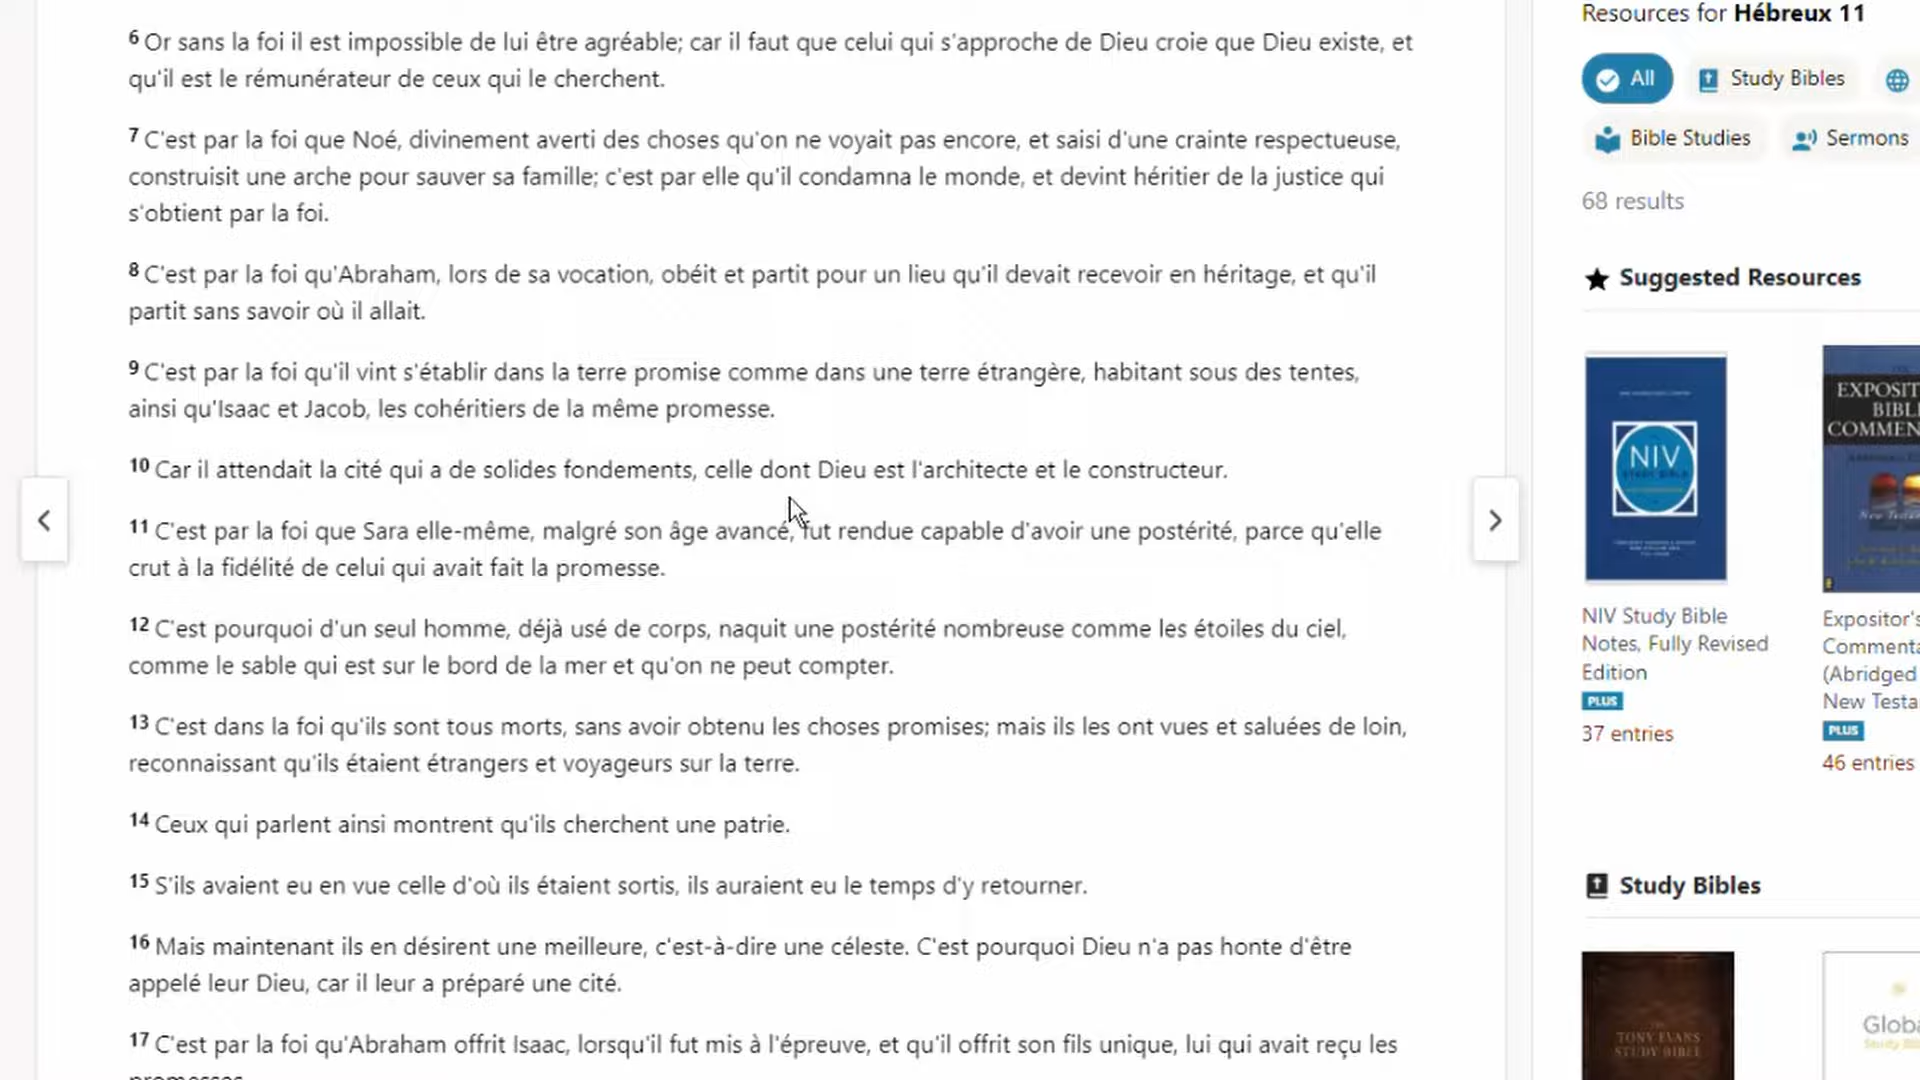 6 Or sans la foi il est impossible de lui être agréable; car il faut que celui qui s'approche de Dieu croie que Dieu existe, et
qu'il est le rémunérateur de ceux qui le cherchent.
7 C'est par la foi que Noé, divinement averti des choses qu'on ne voyait pas encore, et saisi d'une crainte respectueuse,
construisit une arche pour sauver sa famille; c'est par elle qu'il condamna le monde, et devint héritier de la justice qui
s'obtient par la foi.
8 C'est par la foi qu'Abraham, lors de sa vocation, obéit et partit pour un lieu qu'il devait recevoir en héritage, et qu'il
partit sans savoir où il allait.
9 C'est par la foi qu'il vint s'établir dans la terre promise comme dans une terre étrangère, habitant sous des tentes,
ainsi qu'Isaac et Jacob, les cohéritiers de la même promesse.
10 Car il attendait la cité qui a de solides fondements, celle dont Dieu est l'architecte et le constructeur.
11 C'est par la foi que Sara elle-même, malgré son âge avancé, fut rendue capable d'avoir une postérité, parce qu'elle
crut à la fidélité de celui qui avait fait la promesse.
12 C'est pourquoi d'un seul homme, déjà usé de corps, naquit une postérité nombreuse comme les étoiles du ciel,
comme le sable qui est sur le bord de la mer et qu'on ne peut compter.
13 C'est dans la foi qu'ils sont tous morts, sans avoir obtenu les choses promises; mais ils les ont vues et saluées de loin,
reconnaissant qu'ils étaient étrangers et voyageurs sur la terre.
14 Ceux qui parlent ainsi montrent qu'ils cherchent une patrie.
15 S'ils avaient eu en vue celle d'où ils étaient sortis, ils auraient eu le temps d'y retourner.
16 Mais maintenant ils en désirent une meilleure, c'est-à-dire une céleste. C'est pourquoi Dieu n'a pas honte d'être
appelé leur Dieu, car il leur a préparé une cité.
17 C'est par la foi qu'Abraham offrit Isaac, lorsqu'il fut mis à l'épreuve, et qu'il offrit son fils unique, lui qui avait reçu les
Resources for Hébreux 11
All
Study Bibles
Bible Studies
Sermons
68 results
Suggested Resources
NIV
EXPOSIT
BIBL
COMMEN
New Testa
NIV Study Bible
Notes, Fully Revised
Edition
PLUS
37 entries
Expositor's
Commenta
(Abridged
New Testa
PLUS
46 entries
Study Bibles
TONY EVANS
STUDY BIBLE
Globa
Study Bib